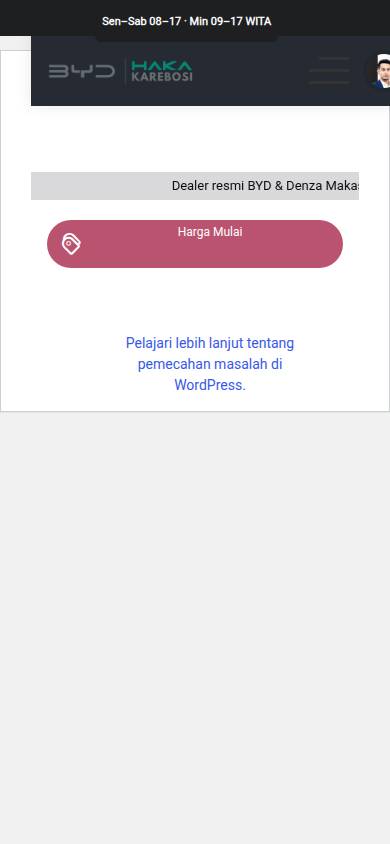 Sen–Sab 08–17 · Min 09–17 WITA
BYD
HAKA
KAREBOSI
Dealer resmi BYD & Denza Makas
Harga Mulai
Pelajari lebih lanjut tentang
pemecahan masalah di
WordPress.